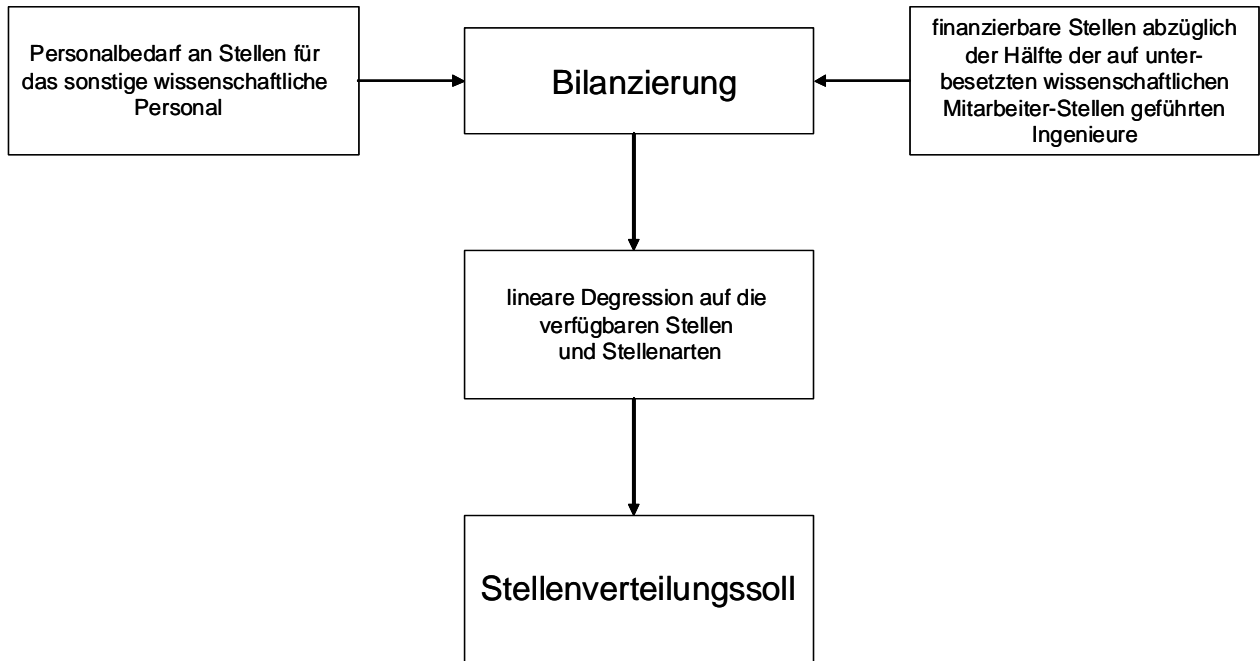 Personalbedarf an Stellen für
das sonstige wissenschaftliche
Personal
Bilanzierung
finanzierbare Stellen abzüglich
der Hälfte der auf unter-
besetzten wissenschaftlichen
Mitarbeiter-Stellen geführten
Ingenieure
lineare Degression auf die
verfügbaren Stellen
und Stellenarten
Stellenverteilungssoll